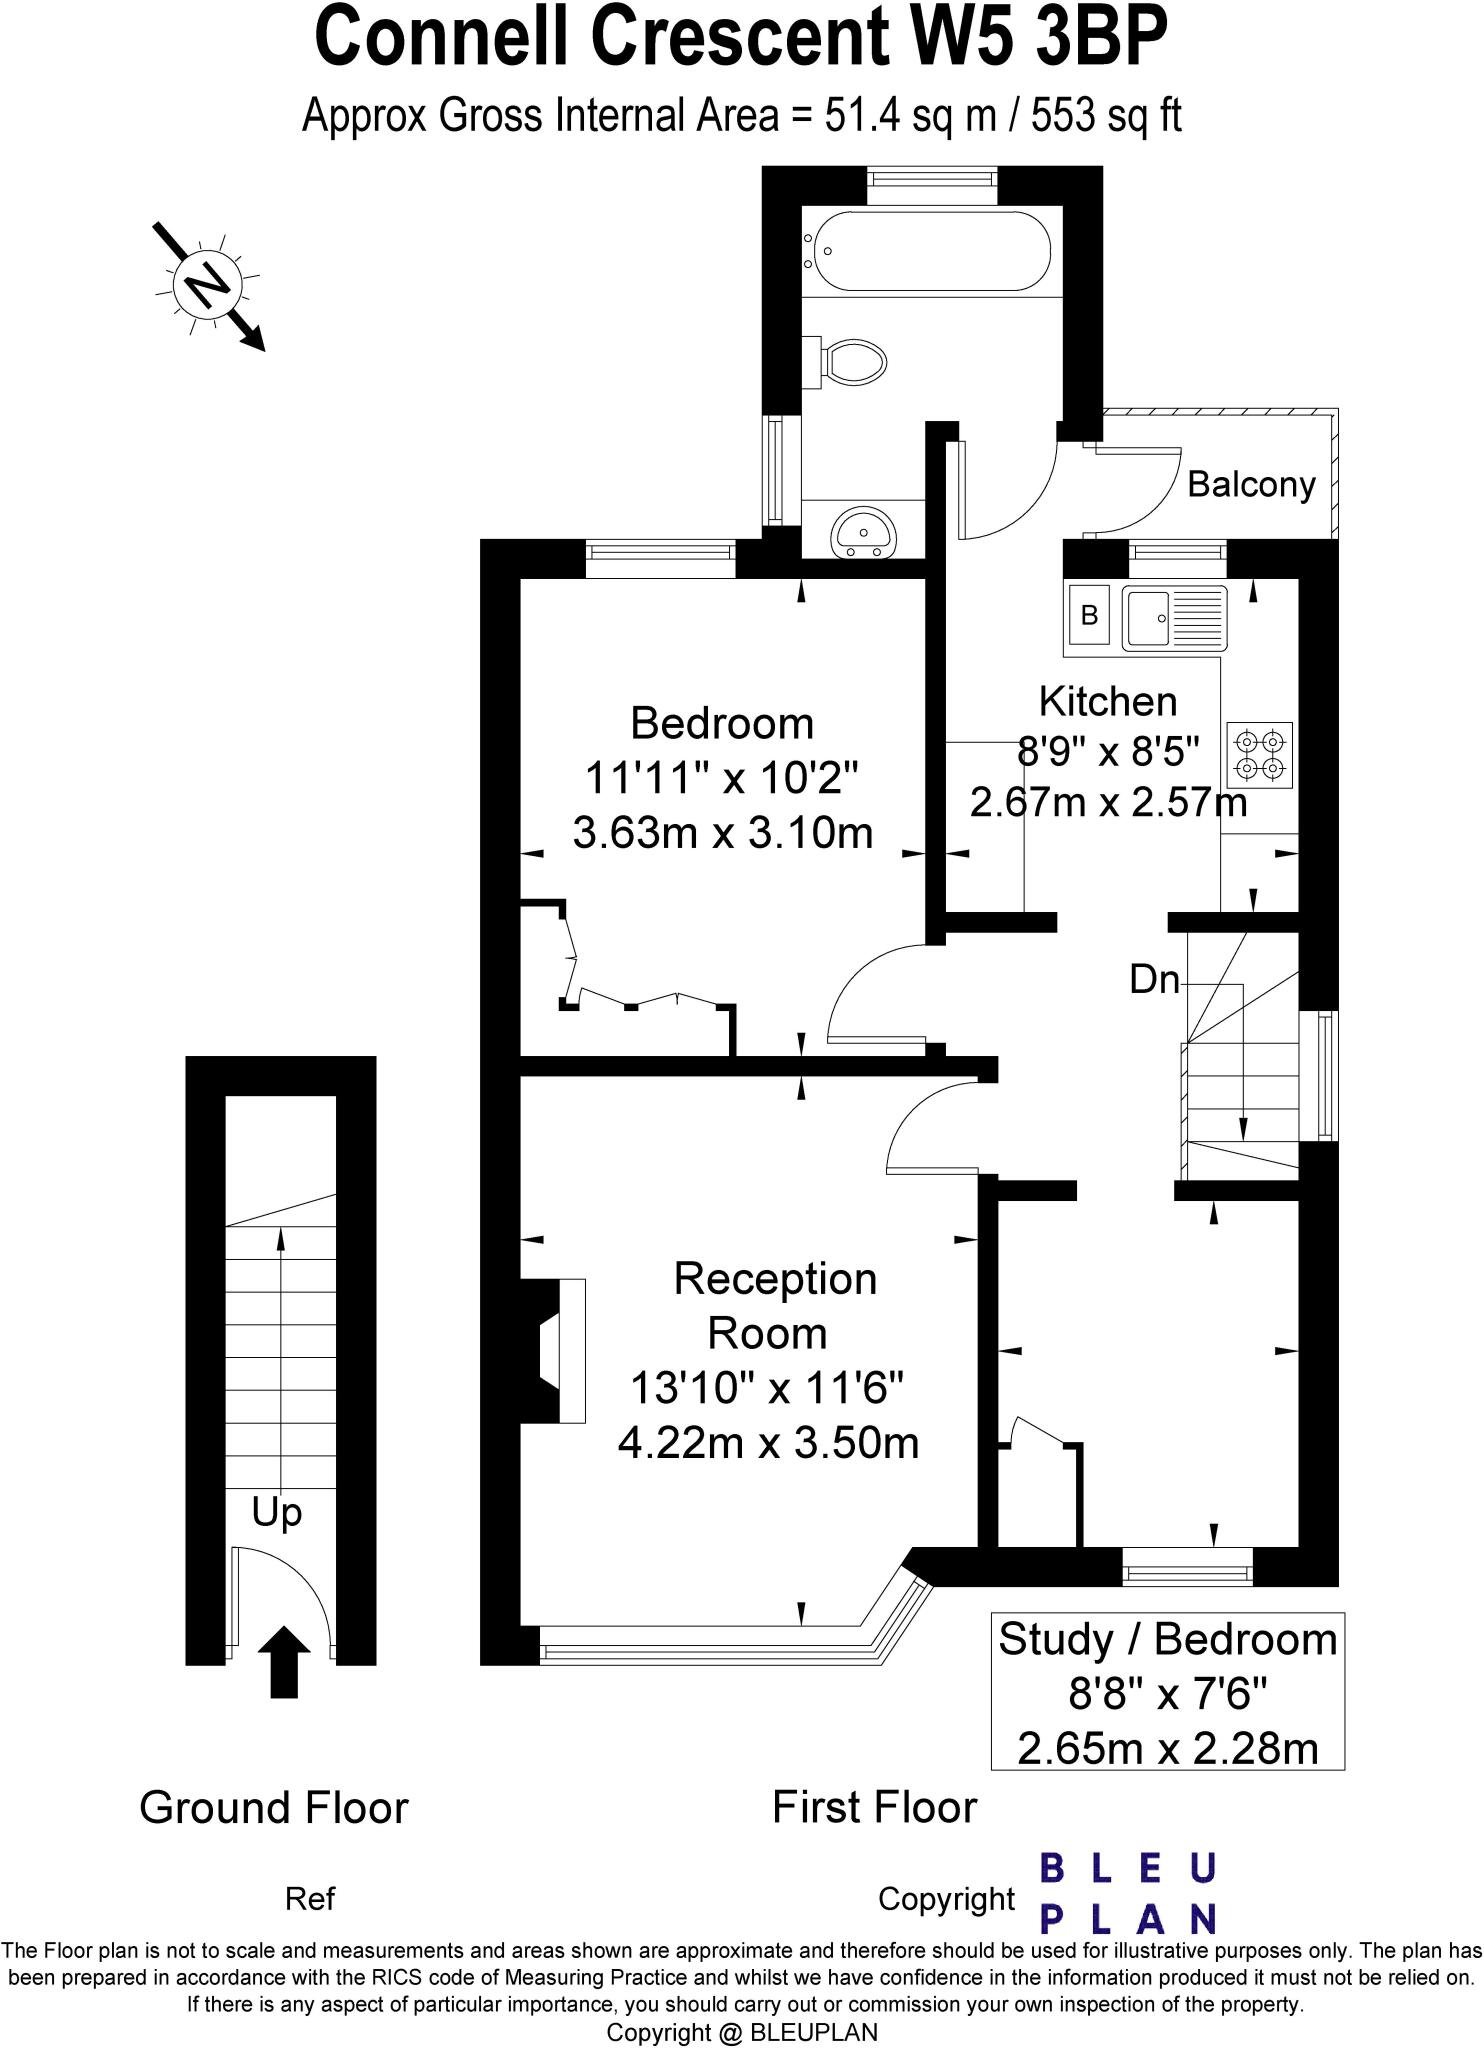 Connell Crescent W5 3BP
Approx Gross Internal Area = 51.4 sq m / 553 sq ft
N
Balcony
B
Kitchen
8'9" x 8'5"
2.67m x 2.57m
Bedroom
11'11" x 10'2"
3.63m x 3.10m
Dn
Reception
Room
13'10" x 11'6"
4.22m x 3.50m
Up
Study / Bedroom
8'8" x 7'6"
2.65m x 2.28m
Ground Floor
First Floor
Ref
Copyright
BLEU
PLAN
The Floor plan is not to scale and measurements and areas shown are approximate and therefore should be used for illustrative purposes only. The plan has
been prepared in accordance with the RICS code of Measuring Practice and whilst we have confidence in the information produced it must not be relied on.
If there is any aspect of particular importance, you should carry out or commission your own inspection of the property.
Copyright @ BLEUPLAN